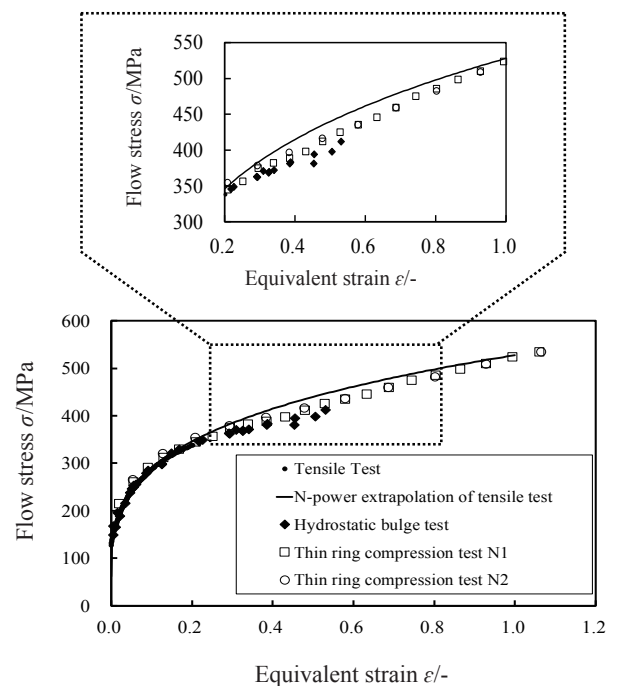 550
500
450
400
350
300
Flow stress σ/MPa
0.2
0.4
0.6
0.8
1.0
Equivalent strain ε/-
600
500
400
300
200
100
0
Flow stress σ/MPa
Tensile Test
N-power extrapolation of tensile test
Hydrostatic bulge test
Thin ring compression test N1
Thin ring compression test N2
0.0
0.2
0.4
0.6
0.8
1.0
1.2
Equivalent strain ε/-